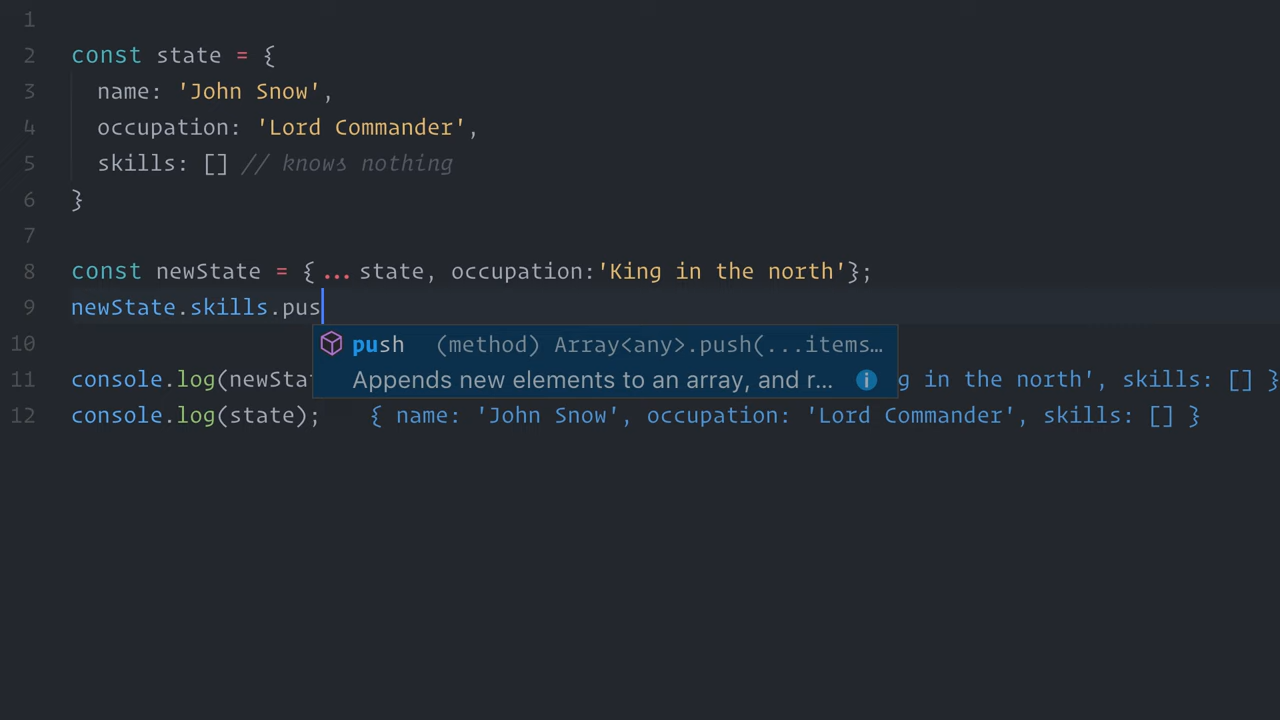 1
2 const state = {
3 name: 'John Snow',
4 occupation: 'Lord Commander',
5 skills: [] // knows nothing
6 }
7
8 const newState = {...state, occupation:'King in the north'};
9 newState.skills.pus
push (method) Array<any>.push(...items…
Appends new elements to an array, and r... i
10
11 console.log(newSta g in the north', skills: [] }
12 console.log(state); { name: 'John Snow', occupation: 'Lord Commander', skills: [] }